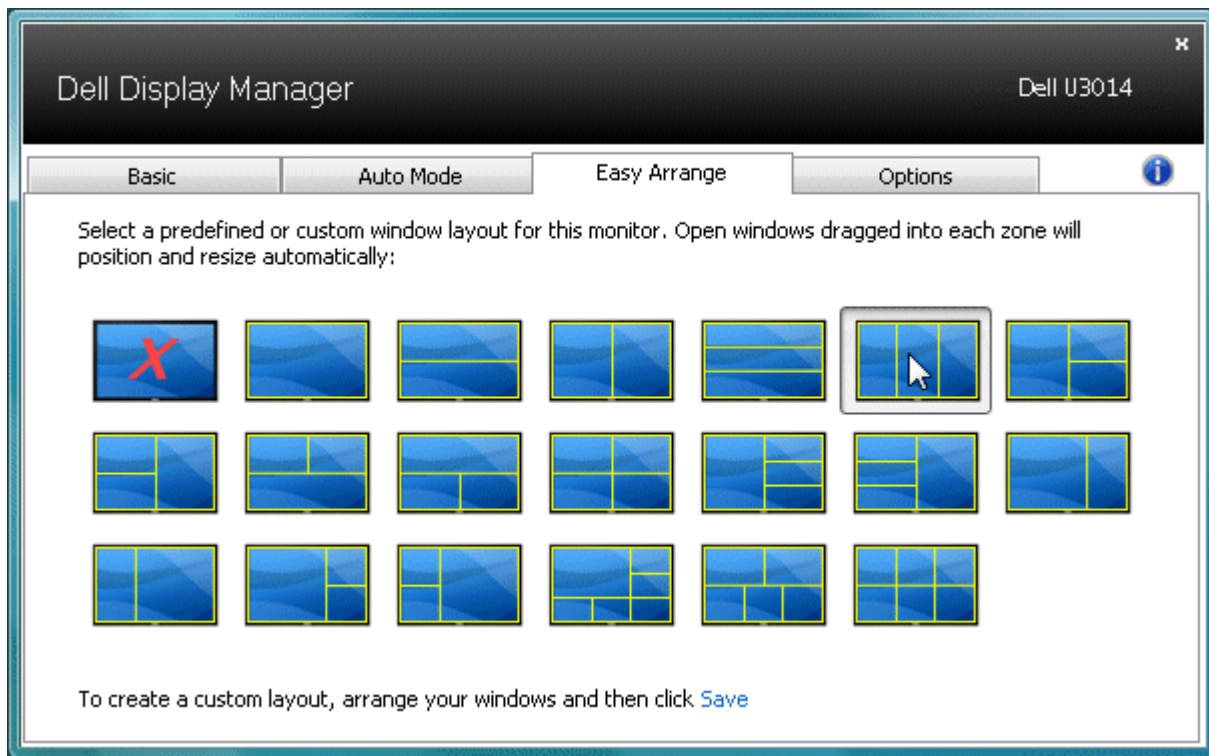 Dell Display Manager
Dell U3014
Basic
Auto Mode
Easy Arrange
Options
Select a predefined or custom window layout for this monitor. Open windows dragged into each zone will
position and resize automatically:
To create a custom layout, arrange your windows and then click Save